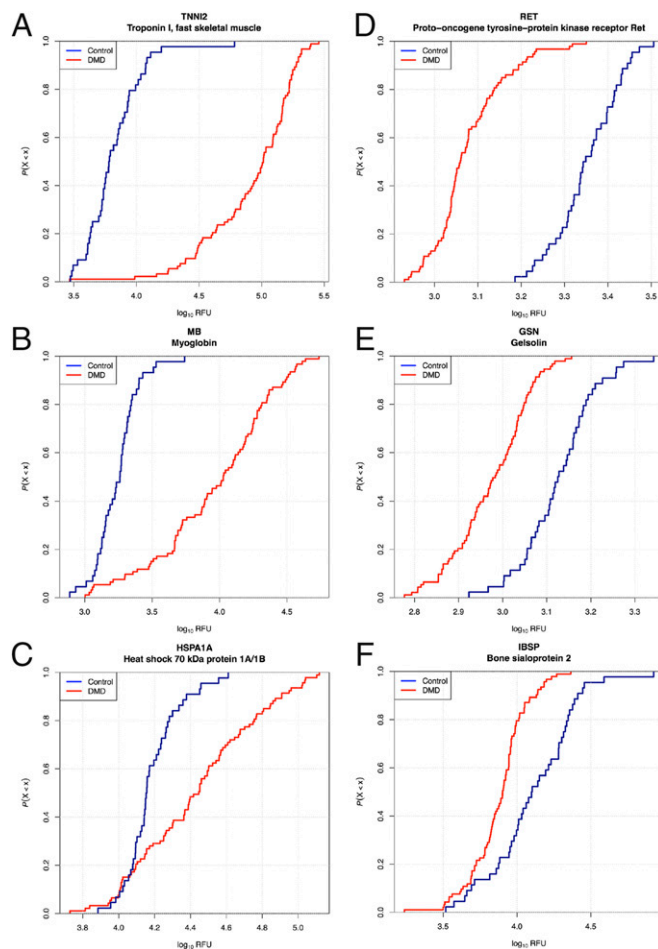 A
TNNI2
Troponin I, fast skeletal muscle
Control
DMD
P(X < x)
0.0 0.2 0.4 0.6 0.8 1.0
3.5 4.0 4.5 5.0 5.5
log10 RFU
D
RET
Proto−oncogene tyrosine−protein kinase receptor Ret
Control
DMD
P(X < x)
0.0 0.2 0.4 0.6 0.8 1.0
3.0 3.1 3.2 3.3 3.4 3.5
log10 RFU
B
MB
Myoglobin
Control
DMD
P(X < x)
0.0 0.2 0.4 0.6 0.8 1.0
3.0 3.5 4.0 4.5
log10 RFU
E
GSN
Gelsolin
Control
DMD
P(X < x)
0.0 0.2 0.4 0.6 0.8 1.0
2.8 2.9 3.0 3.1 3.2 3.3
log10 RFU
C
HSPA1A
Heat shock 70 kDa protein 1A/1B
Control
DMD
P(X < x)
0.0 0.2 0.4 0.6 0.8 1.0
3.8 4.0 4.2 4.4 4.6 4.8 5.0
log10 RFU
F
IBSP
Bone sialoprotein 2
Control
DMD
P(X < x)
0.0 0.2 0.4 0.6 0.8 1.0
3.5 4.0 4.5
log10 RFU